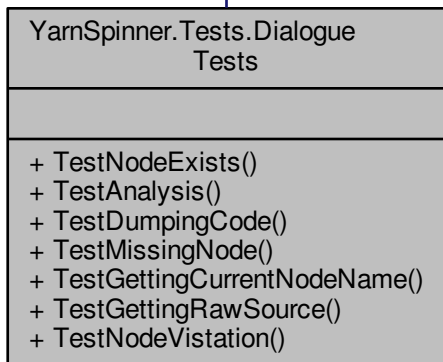 YarnSpinner.Tests.Dialogue
Tests
+ TestNodeExists()
+ TestAnalysis()
+ TestDumpingCode()
+ TestMissingNode()
+ TestGettingCurrentNodeName()
+ TestGettingRawSource()
+ TestNodeVistation()